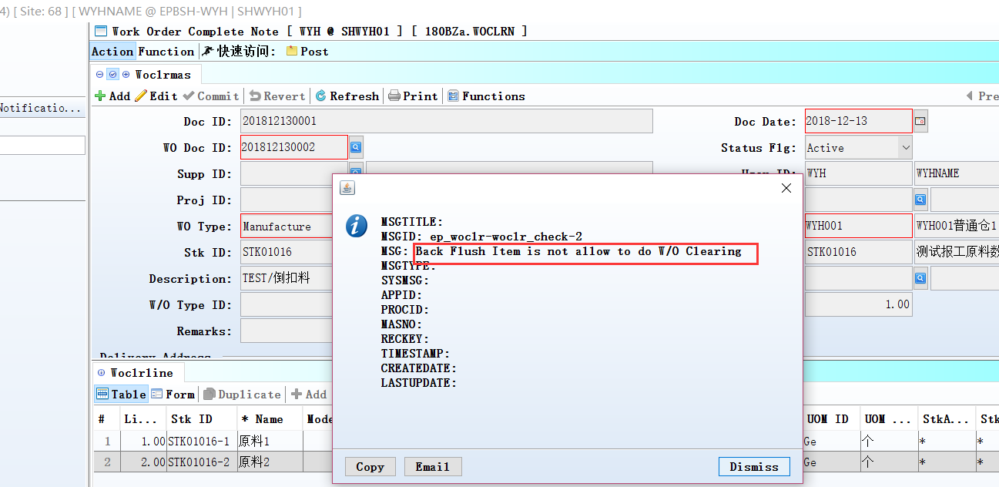 4) [ Site: 68 ] [ WYHNAME @ EPBSH-WYH | SHWYH01 ]
Work Order Complete Note [ WYH @ SHWYH01 ] [ 180BZa.WOCLRN ]
Action Function 快速访问: Post
Woclrmas
Add Edit Commit Revert Refresh Print Functions Pre
Notificatio...
Doc ID: 201812130001 Doc Date: 2018-12-13
WO Doc ID: 201812130002 Status Flg: Active
Supp ID: WYH WYHNAME
Proj ID:
WO Type: Manufacture WYH001 WYH001普通仓1
Stk ID: STK01016 STK01016 测试报工原料数
Description: TEST/倒扣料
W/O Type ID: 1.00
Remarks:
Delivery Address
MSGTITLE:
MSGID: ep_woclr-woclr_check-2
MSG: Back Flush Item is not allow to do W/O Clearing
MSGTYPE:
SYSMSG:
APPID:
PROCID:
MASNO:
RECKEY:
TIMESTAMP:
CREATEDATE:
LASTUPDATE:
Copy Email Dismiss
Woclrline
Table Form Duplicate Add
# Li... Stk ID * Name Mode UOM ID UOM ... StkA... Stk
1 1.00 STK01016-1 原料1 Ge 个 * *
2 2.00 STK01016-2 原料2 Ge 个 * *